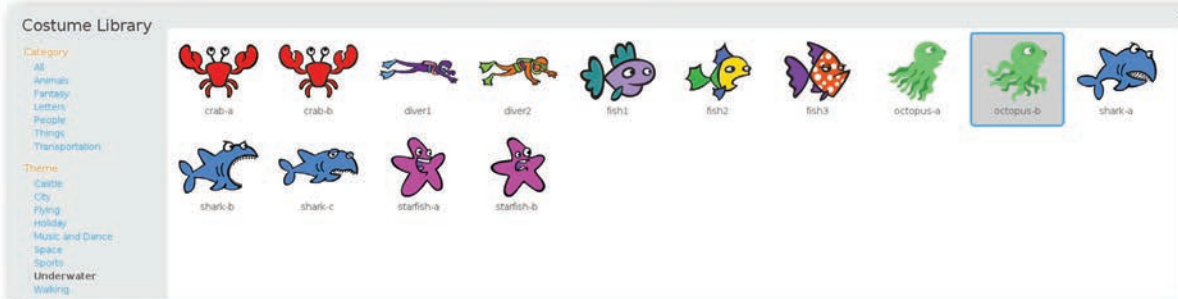 Costume Library
Category
All
Animals
Fantasy
Letters
People
Things
Transportation
Theme
Castle
City
Flying
Holiday
Music and Dance
Space
Sports
Underwater
Walking
crab-a
crab-b
diver1
diver2
fish1
fish2
fish3
octopus-a
octopus-b
shark-a
shark-b
shark-c
starfish-a
starfish-b